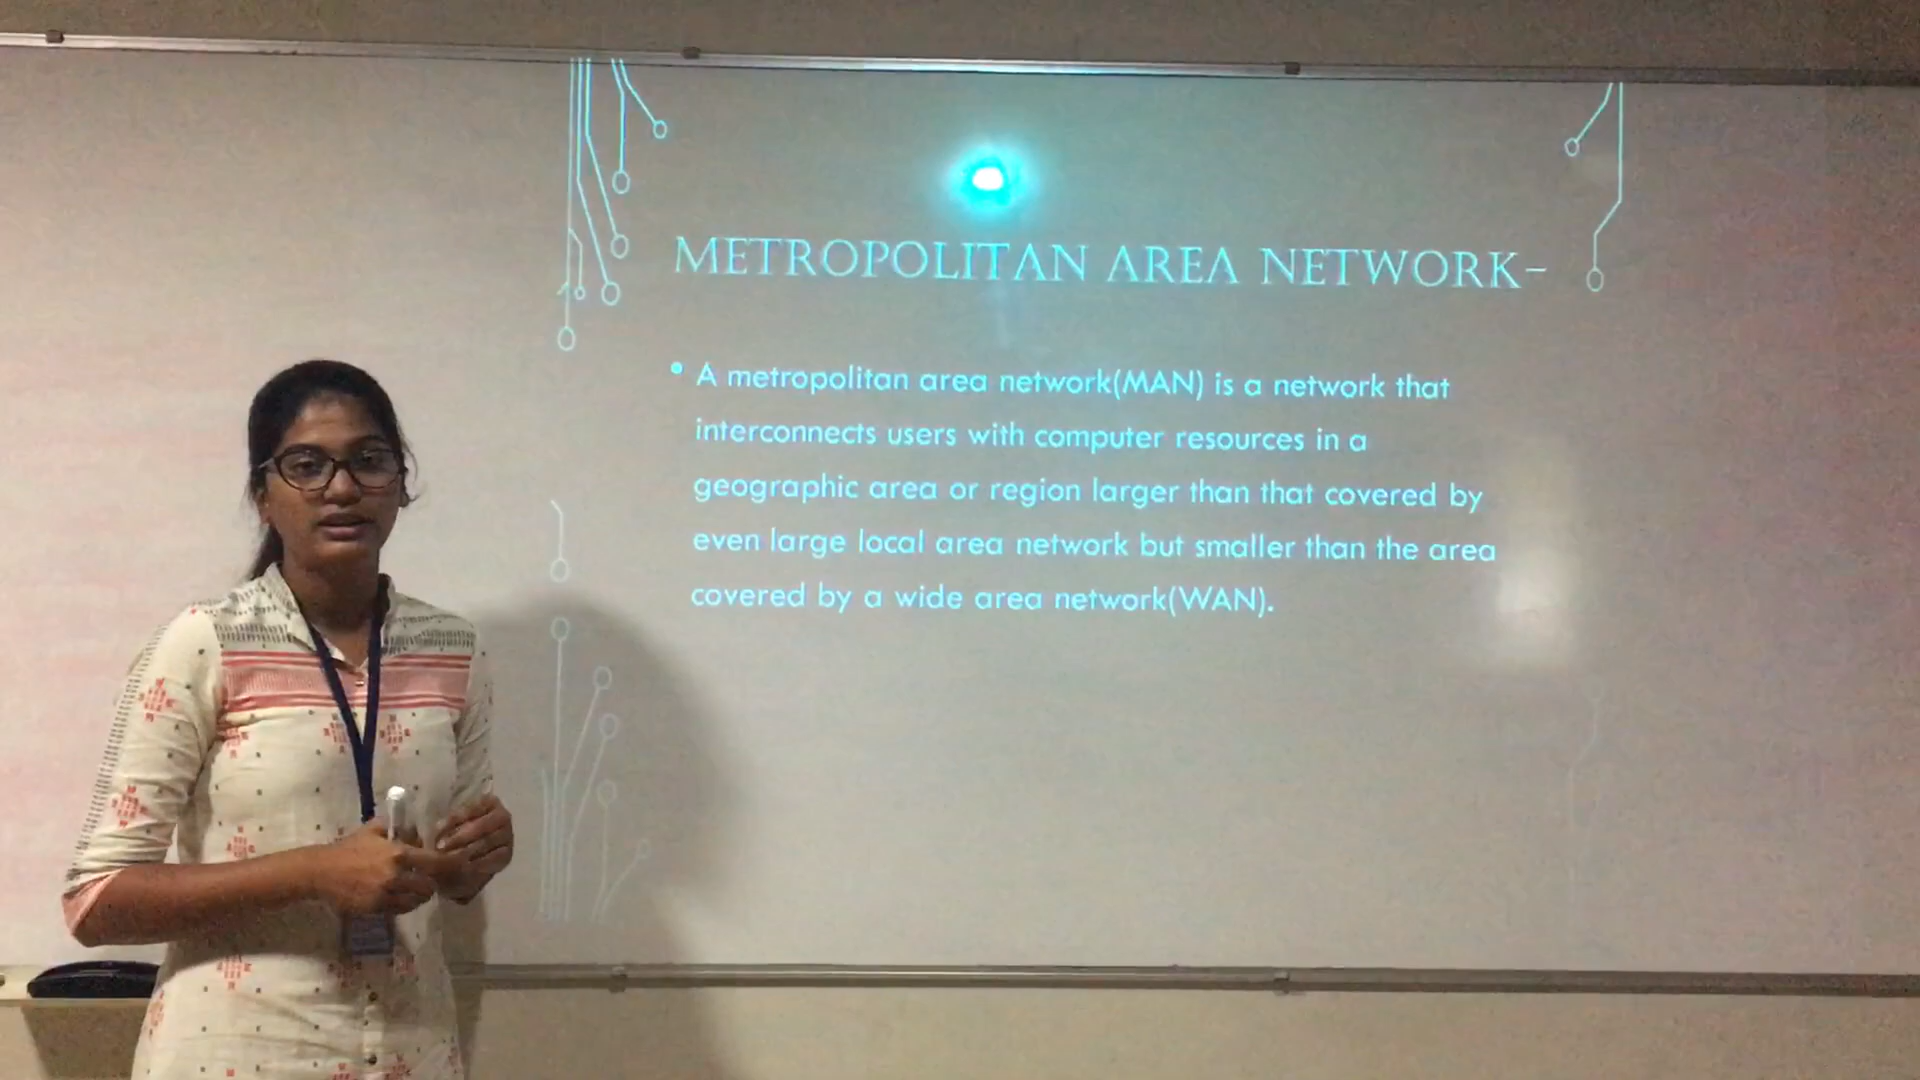 METROPOLITAN AREA NETWORK-
• A metropolitan area network(MAN) is a network that
interconnects users with computer resources in a
geographic area or region larger than that covered by
even large local area network but smaller than the area
covered by a wide area network(WAN).